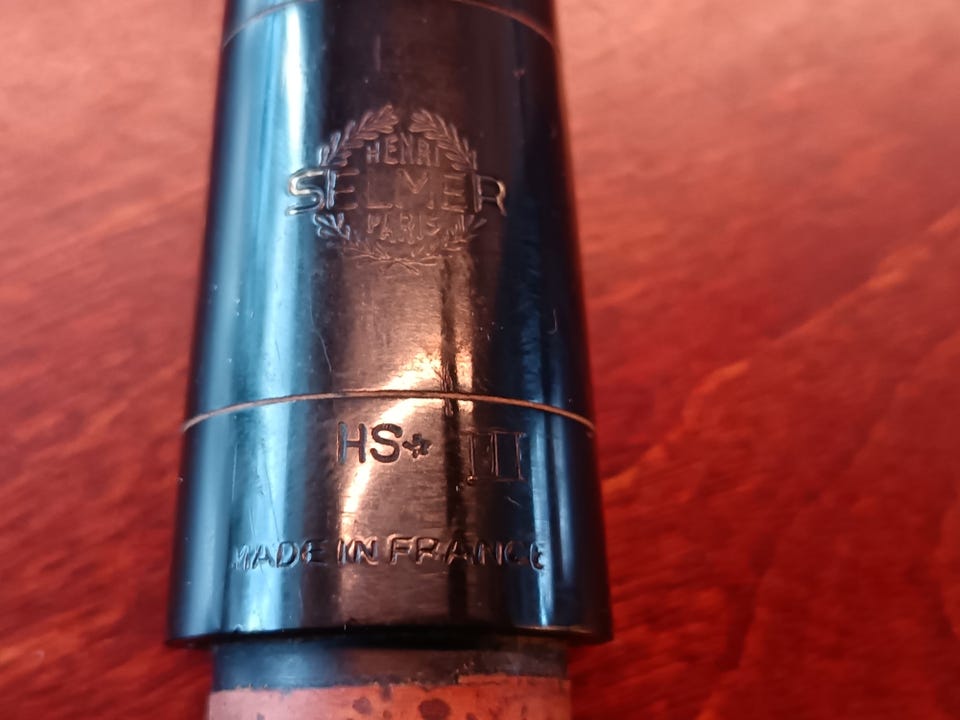 HENRI
SELMER
PARIS
HS* III
MADE IN FRANCE